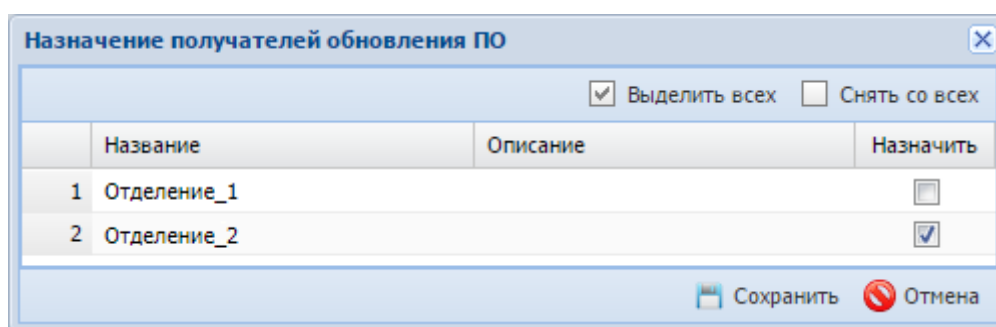 Назначение получателей обновления ПО
Выделить всех Снять со всех
Название Описание Назначить
1 Отделение_1
2 Отделение_2
Сохранить Отмена